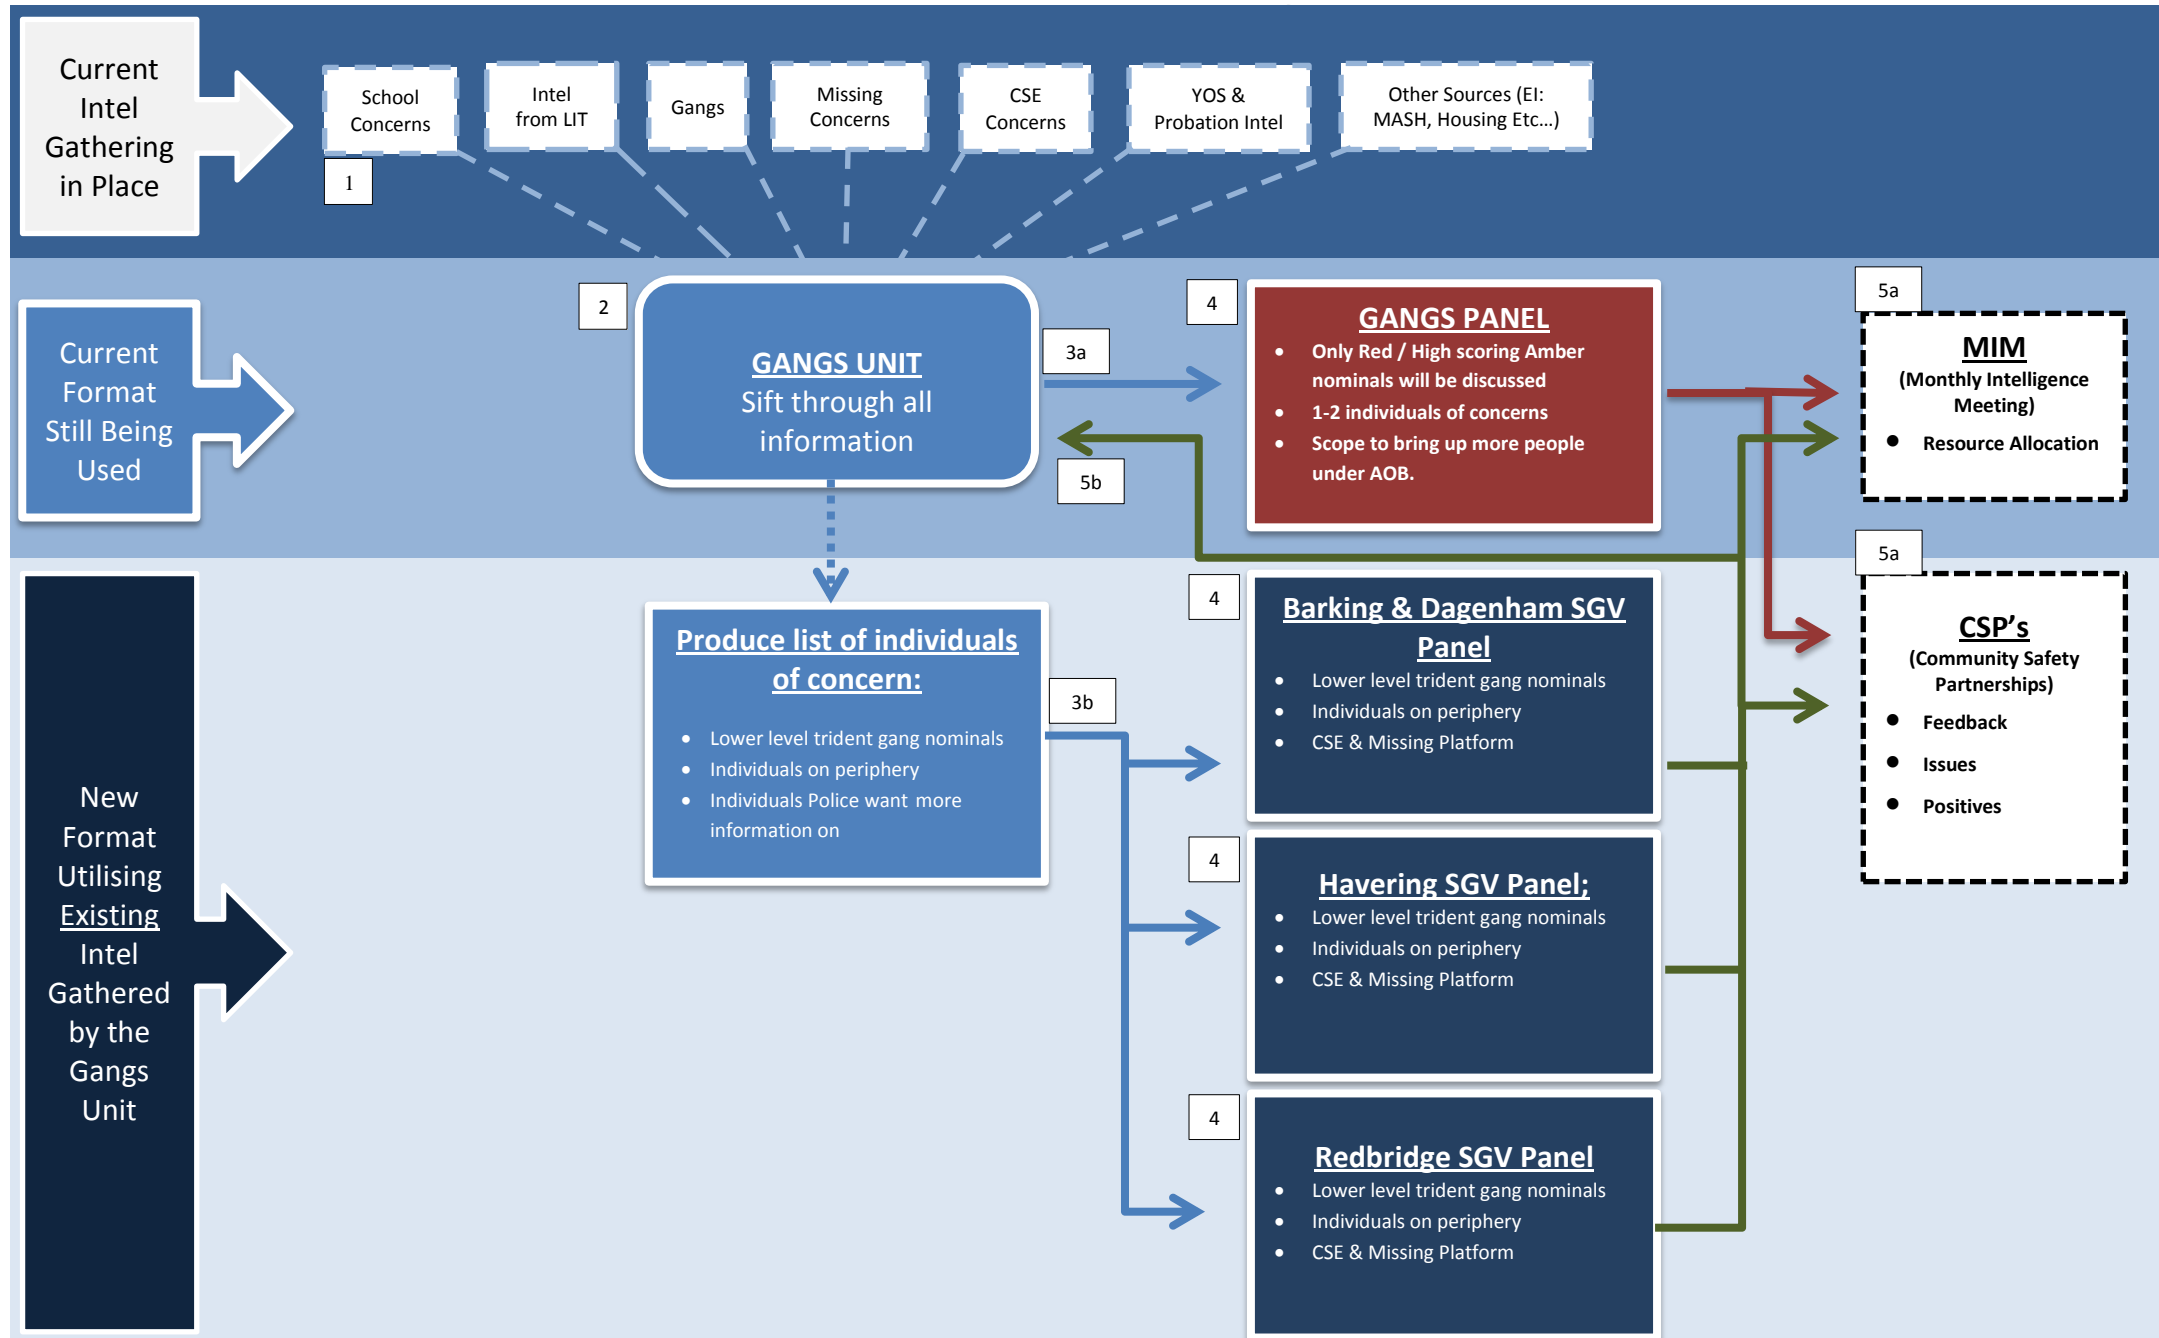 Current
Intel
Gathering
in Place
School
Concerns
Intel
from LIT
Gangs
Missing
Concerns
CSE
Concerns
YOS &
Probation Intel
Other Sources (EI:
MASH, Housing Etc...)
1
Current
Format
Still Being
Used
2
GANGS UNIT
Sift through all
information
3a
5b
4
GANGS PANEL
• Only Red / High scoring Amber
nominals will be discussed
• 1-2 individuals of concerns
• Scope to bring up more people
under AOB.
5a
MIM
(Monthly Intelligence
Meeting)
• Resource Allocation
New
Format
Utilising
Existing
Intel
Gathered
by the
Gangs
Unit
Produce list of individuals
of concern:
• Lower level trident gang nominals
• Individuals on periphery
• Individuals Police want more
information on
3b
4
Barking & Dagenham SGV
Panel
• Lower level trident gang nominals
• Individuals on periphery
• CSE & Missing Platform
4
Havering SGV Panel;
• Lower level trident gang nominals
• Individuals on periphery
• CSE & Missing Platform
4
Redbridge SGV Panel
• Lower level trident gang nominals
• Individuals on periphery
• CSE & Missing Platform
5a
CSP's
(Community Safety
Partnerships)
• Feedback
• Issues
• Positives